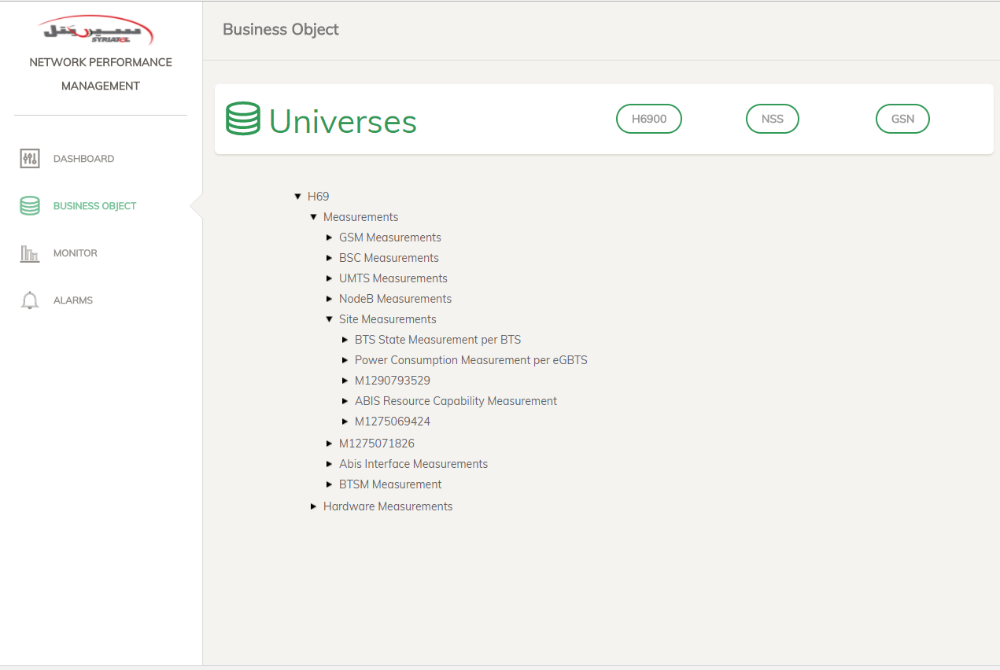 سيريتل
SYRIATEL
NETWORK PERFORMANCE
MANAGEMENT
DASHBOARD
BUSINESS OBJECT
MONITOR
ALARMS
Business Object
Universes
H6900
NSS
GSN
H69
Measurements
GSM Measurements
BSC Measurements
UMTS Measurements
NodeB Measurements
Site Measurements
BTS State Measurement per BTS
Power Consumption Measurement per eGBTS
M1290793529
ABIS Resource Capability Measurement
M1275069424
M1275071826
Abis Interface Measurements
BTSM Measurement
Hardware Measurements